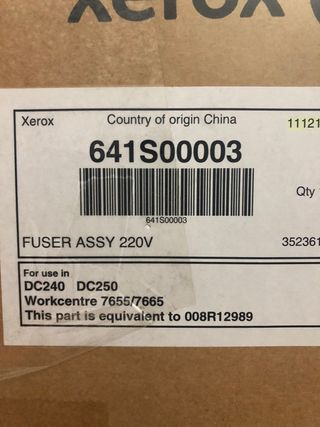 xerox
Xerox Country of origin China 11121
641S00003
641S00003
Qty
FUSER ASSY 220V 352361
For use in
DC240 DC250
Workcentre 7655/7665
This part is equivalent to 008R12989